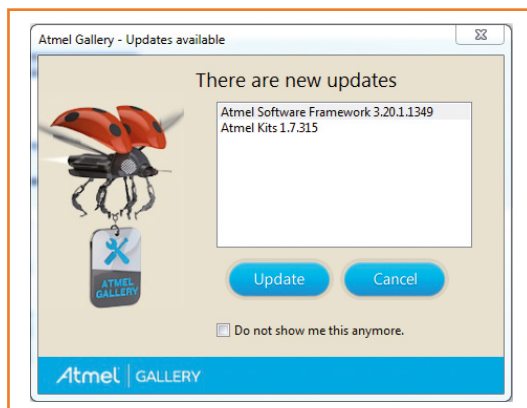 Atmel Gallery - Updates available
There are new updates
Atmel Software Framework 3.20.1.1349
Atmel Kits 1.7.315
ATMEL
GALLERY
Update Cancel
Do not show me this anymore.
Atmel GALLERY